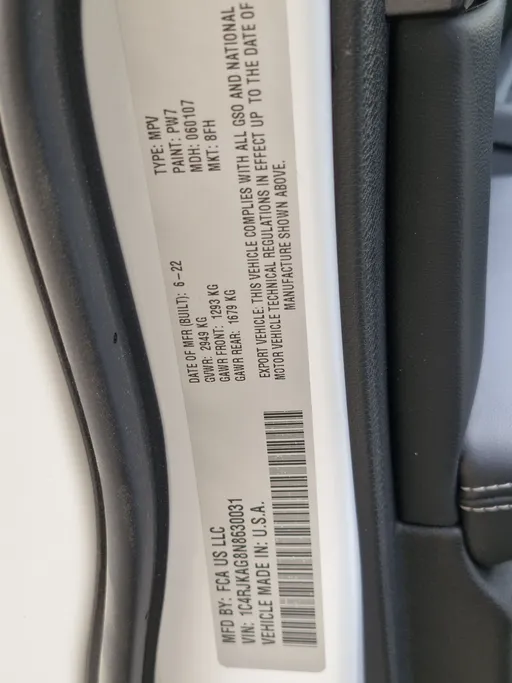 MFD BY: FCA US LLC
DATE OF MFR (BUILT): 6-22
TYPE: MPV
VIN: 1C4RJKAG8N8630031
GVWR: 2949 KG
PAINT: PW7
VEHICLE MADE IN: U.S.A.
GAWR FRONT: 1293 KG
MDH: 060107
GAWR REAR: 1679 KG
MKT: BFH
EXPORT VEHICLE: THIS VEHICLE COMPLIES WITH ALL GSO AND NATIONAL
MOTOR VEHICLE TECHNICAL REGULATIONS IN EFFECT UP TO THE DATE OF
MANUFACTURE SHOWN ABOVE.